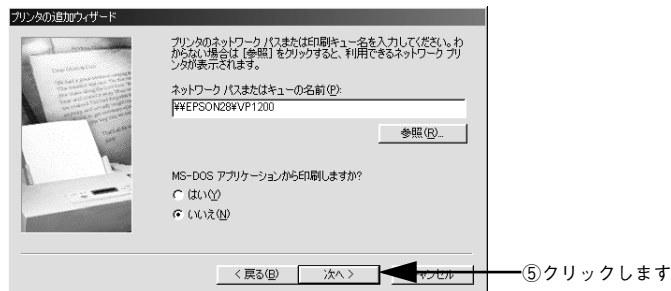 プリンタの追加ウィザード
プリンタのネットワーク パスまたは印刷キュー名を入力してください。わ
からない場合は [参照] をクリックすると、利用できるネットワーク プリ
ンタが表示されます。
ネットワーク パスまたはキューの名前(P):
¥¥EPSON28¥VP1200
参照(R)...
MS-DOS アプリケーションから印刷しますか?
はい(Y)
いいえ(N)
< 戻る(B)
次へ >
キャンセル
⑤クリックします